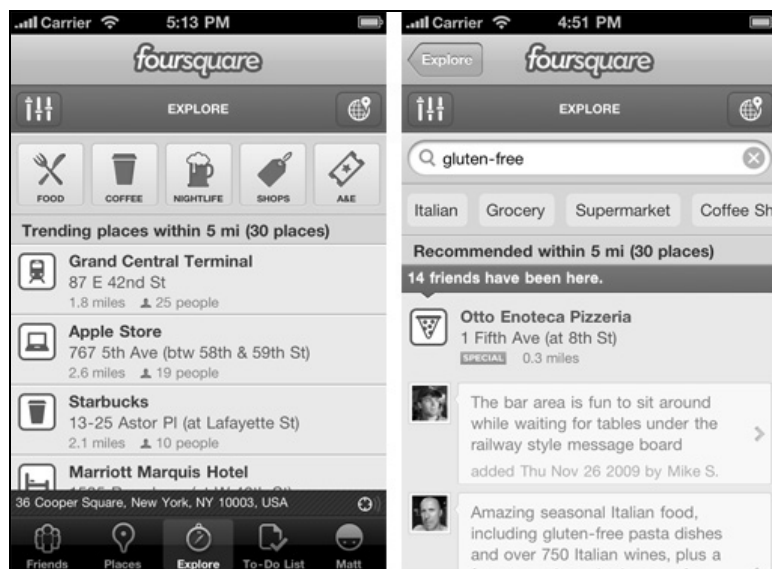 Carrier 5:13 PM
foursquare
EXPLORE
FOOD COFFEE NIGHTLIFE SHOPS A&E
Trending places within 5 mi (30 places)
Grand Central Terminal
87 E 42nd St
1.8 miles 25 people
Apple Store
767 5th Ave (btw 58th & 59th St)
2.6 miles 19 people
Starbucks
13-25 Astor Pl (at Lafayette St)
2.1 miles 10 people
Marriott Marquis Hotel
36 Cooper Square, New York, NY 10003, USA
Friends Places Explore To-Do List Matt
Carrier 4:51 PM
Explore foursquare
EXPLORE
gluten-free
Italian Grocery Supermarket Coffee Sh
Recommended within 5 mi (30 places)
14 friends have been here.
Otto Enoteca Pizzeria
1 Fifth Ave (at 8th St)
SPECIAL 0.3 miles
The bar area is fun to sit around
while waiting for tables under the
railway style message board
added Thu Nov 26 2009 by Mike S.
Amazing seasonal Italian food,
including gluten-free pasta dishes
and over 750 Italian wines, plus a